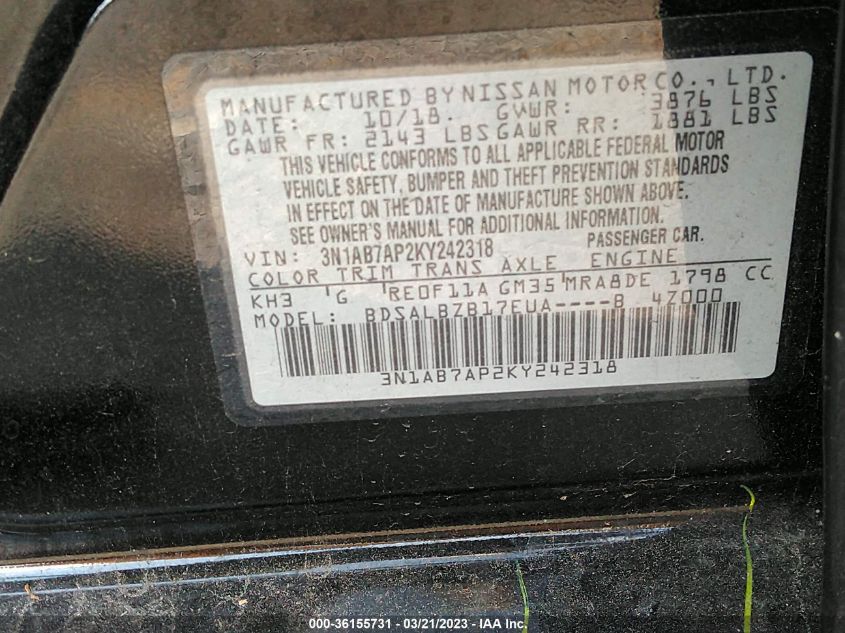 MANUFACTURED BY NISSAN MOTOR CO., LTD.
DATE: 10/18. GVWR: 3876 LBS
GAWR FR: 2143 LBS GAWR RR: 1881 LBS
THIS VEHICLE CONFORMS TO ALL APPLICABLE FEDERAL MOTOR
VEHICLE SAFETY, BUMPER AND THEFT PREVENTION STANDARDS
IN EFFECT ON THE DATE OF MANUFACTURE SHOWN ABOVE.
SEE OWNER'S MANUAL FOR ADDITIONAL INFORMATION.
VIN: 3N1AB7AP2KY242318 PASSENGER CAR.
COLOR TRIM TRANS AXLE ENGINE
KH3 G RE0F11A GM35 MRA8DE 1798 CC
MODEL: BDSALBZB17EUA----B 4Z000
3N1AB7AP2KY242318
000-36155731 - 03/21/2023 - IAA Inc.